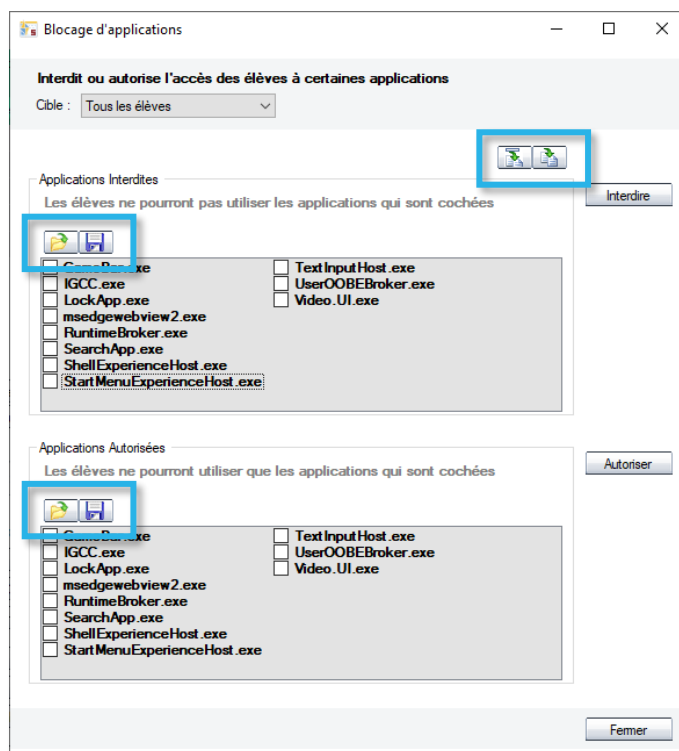 Blocage d'applications
Interdit ou autorise l'accès des élèves à certaines applications
Cible : Tous les élèves
Applications Interdites
Interdire
Les élèves ne pourront pas utiliser les applications qui sont cochées
GameBar.exe
IGCC.exe
LockApp.exe
msedgewebview2.exe
RuntimeBroker.exe
SearchApp.exe
ShellExperienceHost.exe
StartMenuExperienceHost.exe
TextInputHost.exe
UserOOBEBroker.exe
Video.UI.exe
Applications Autorisées
Autoriser
Les élèves ne pourront utiliser que les applications qui sont cochées
GameBar.exe
IGCC.exe
LockApp.exe
msedgewebview2.exe
RuntimeBroker.exe
SearchApp.exe
ShellExperienceHost.exe
StartMenuExperienceHost.exe
TextInputHost.exe
UserOOBEBroker.exe
Video.UI.exe
Fermer